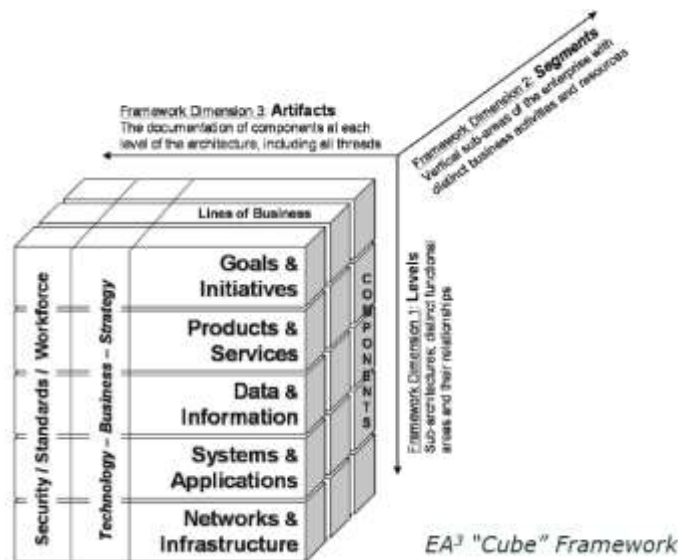 Framework Dimension 3: Artifacts
The documentation of components at each
level of the architecture, including all threads
Framework Dimension 2: Segments
Vertical sub-areas of the enterprise with
distinct business activities and resources
Lines of Business
Security / Standards / Workforce
Technology – Business – Strategy
Goals &
Initiatives
Products &
Services
Data &
Information
Systems &
Applications
Networks &
Infrastructure
COMPONENTS
Framework Dimension 1: Levels
Sub-architectures, distinct functional
areas and their relationships
EA³ "Cube" Framework